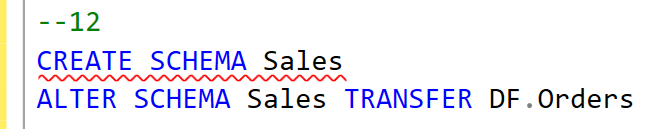 --12
CREATE SCHEMA Sales
ALTER SCHEMA Sales TRANSFER DF.Orders